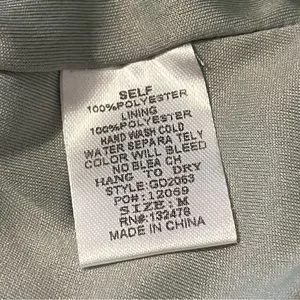 SELF
100%POLYESTER
LINING
100%POLYESTER
HAND WASH COLD
WATER SEPARA TELY
COLOR WILL BLEED
NO BLEA CH
HANG TO DRY
STYLE:GD2063
PO#:12069
SIZE:M
RN#:132478
MADE IN CHINA